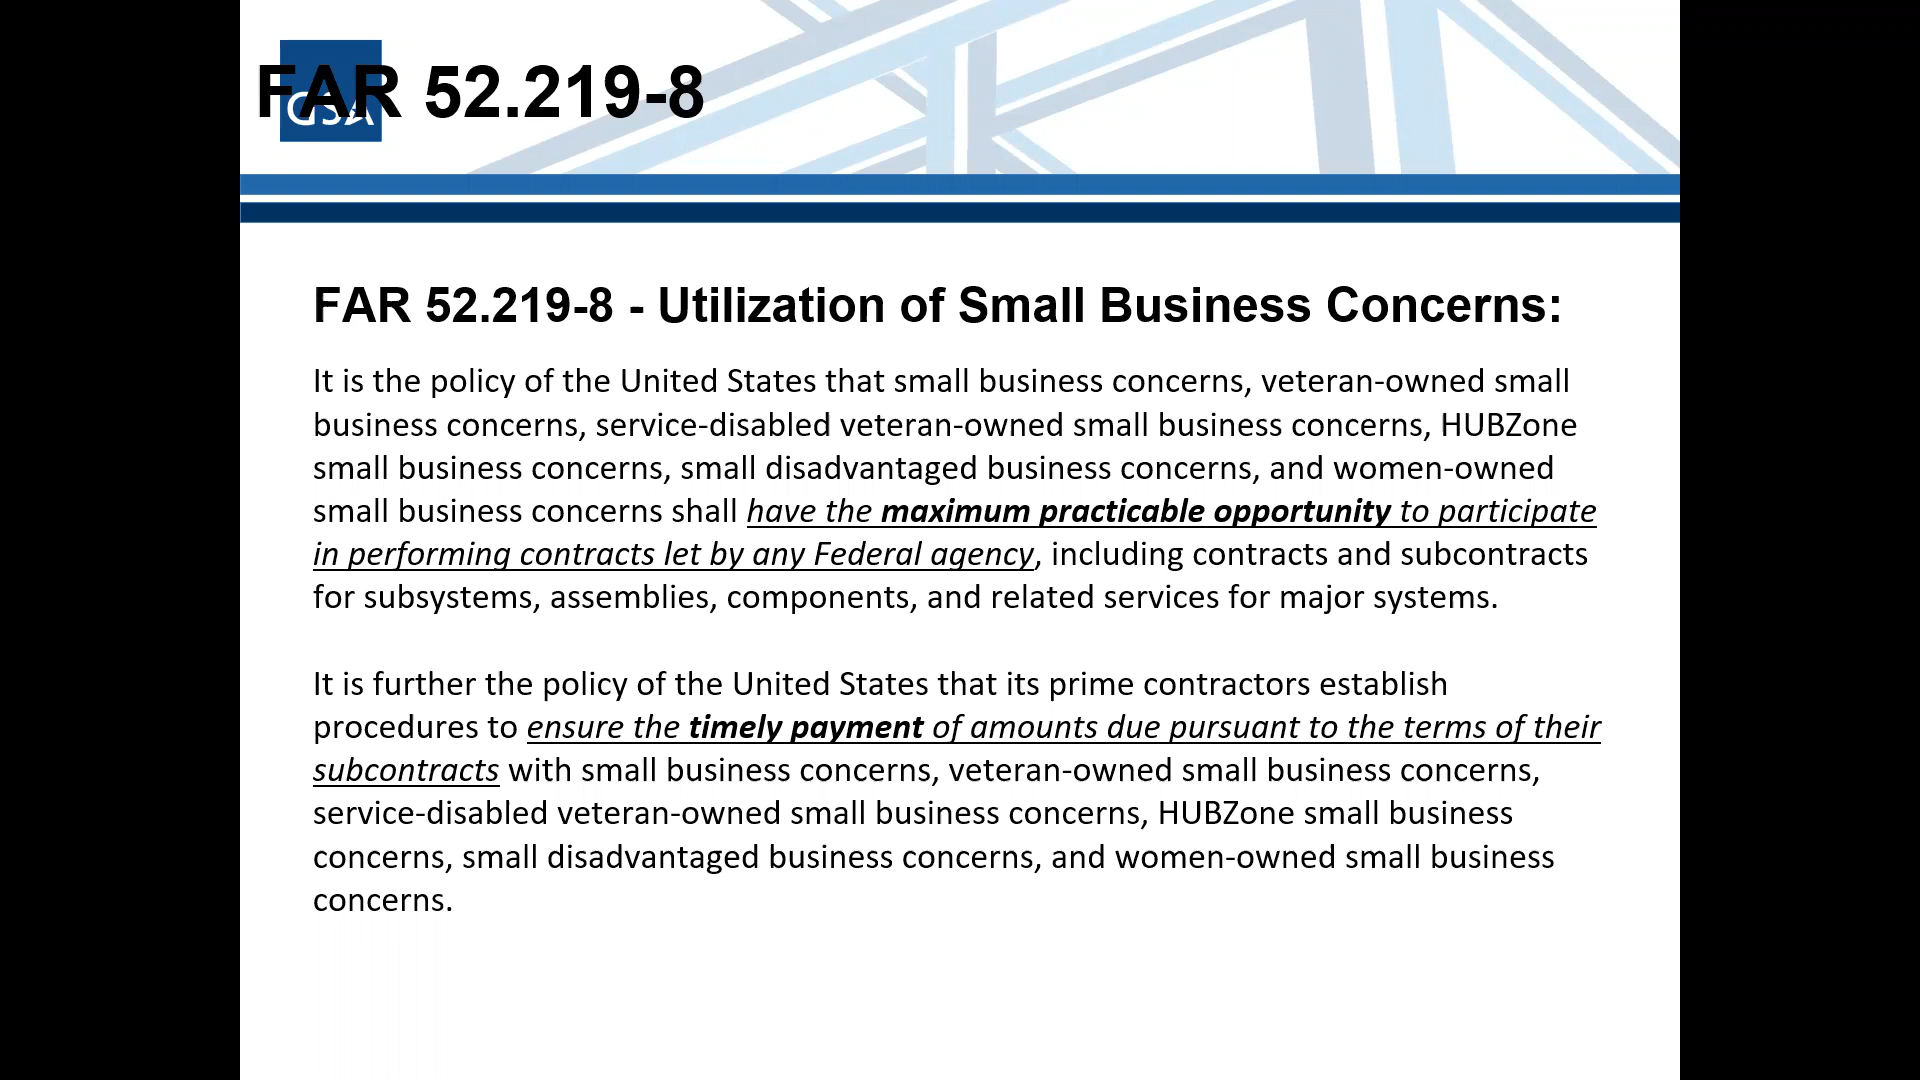 FAR 52.219-8
GSA
FAR 52.219-8 - Utilization of Small Business Concerns:
It is the policy of the United States that small business concerns, veteran-owned small
business concerns, service-disabled veteran-owned small business concerns, HUBZone
small business concerns, small disadvantaged business concerns, and women-owned
small business concerns shall have the maximum practicable opportunity to participate
in performing contracts let by any Federal agency, including contracts and subcontracts
for subsystems, assemblies, components, and related services for major systems.
It is further the policy of the United States that its prime contractors establish
procedures to ensure the timely payment of amounts due pursuant to the terms of their
subcontracts with small business concerns, veteran-owned small business concerns,
service-disabled veteran-owned small business concerns, HUBZone small business
concerns, small disadvantaged business concerns, and women-owned small business
concerns.